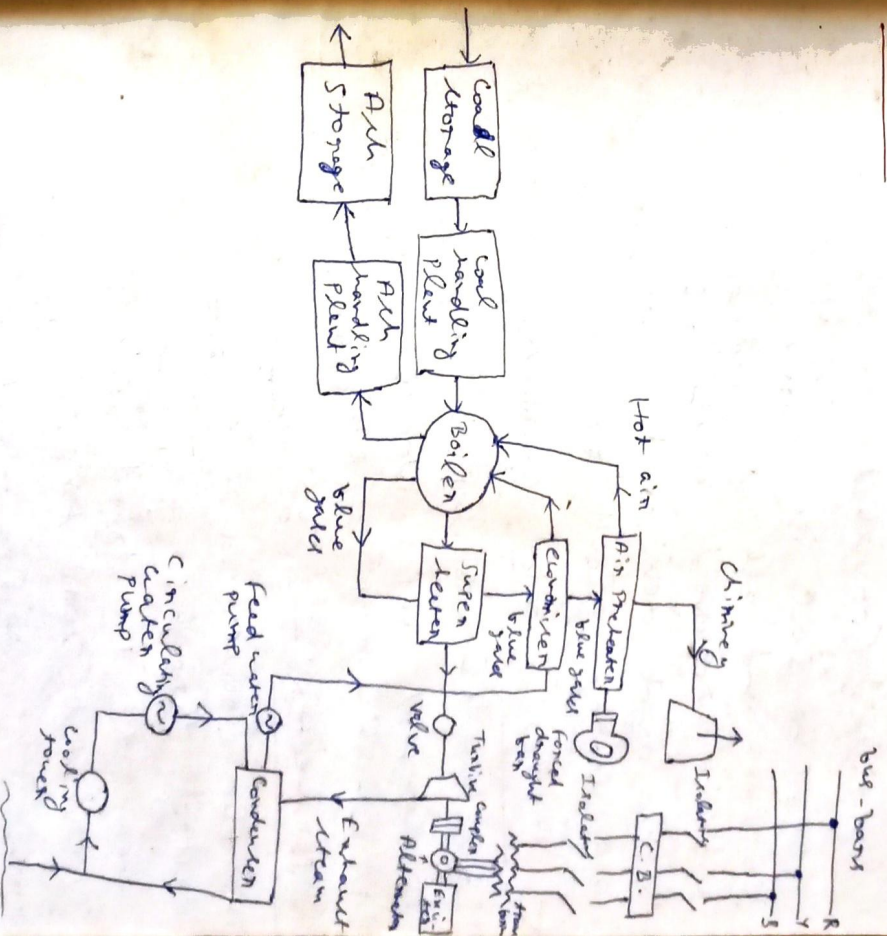 Coal
Storage
Coal
handling
Plant
Ash
Storage
Ash
handling
Plant
Boiler
Hot air
flue
gases
Super
heater
Economiser
flue
gases
Air Preheater
flue gases
Chimney
Forced
draught
fan
Valve
Turbine
Alternator
Exhaust
steam
Condenser
Feed water
pump
Circulating
water
pump
Cooling
tower
Isolator
C.B.
Isolator
bus-bars
R
Y